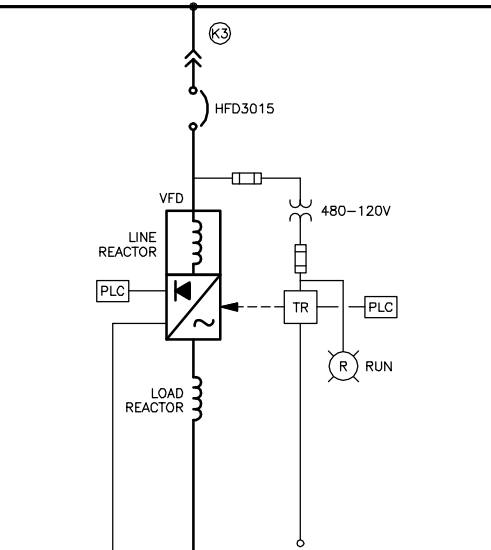 K3
HFD3015
VFD
480-120V
LINE
REACTOR
PLC
TR
PLC
R
RUN
LOAD
REACTOR